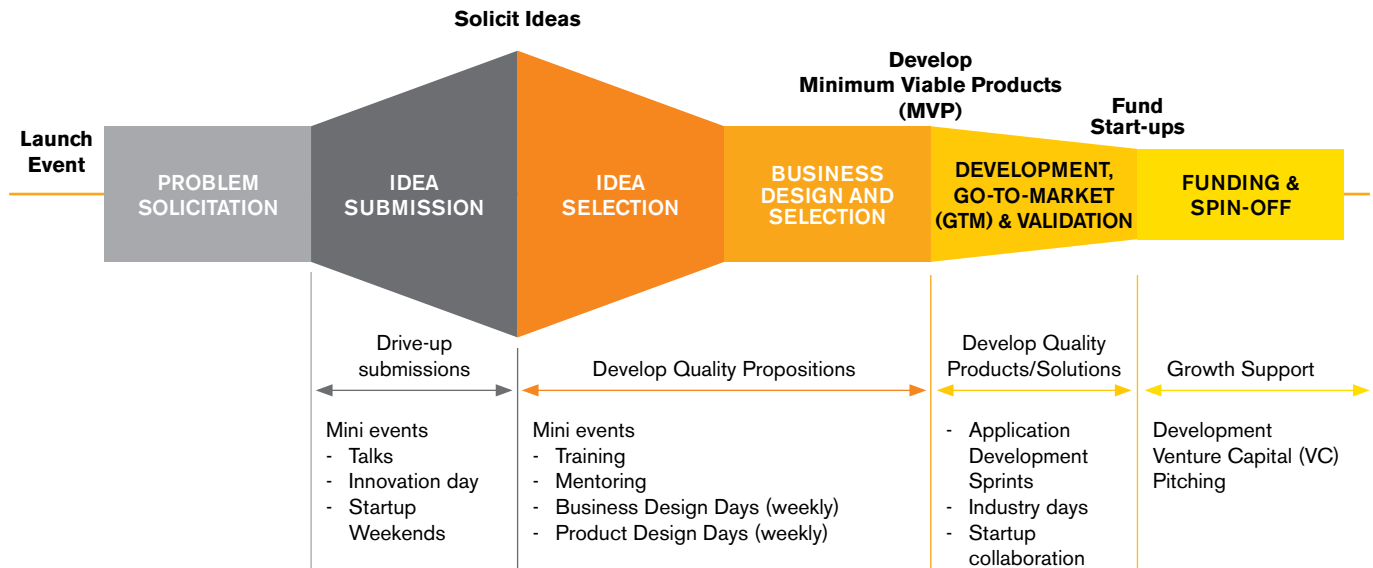 Solicit Ideas
Develop
Minimum Viable Products
(MVP)
Fund
Start-ups
Launch
Event
PROBLEM
SOLICITATION
IDEA
SUBMISSION
IDEA
SELECTION
BUSINESS
DESIGN AND
SELECTION
DEVELOPMENT,
GO-TO-MARKET
(GTM) & VALIDATION
FUNDING &
SPIN-OFF
Drive-up
submissions
Develop Quality Propositions
Develop Quality
Products/Solutions
Growth Support
Mini events
- Talks
- Innovation day
- Startup
Weekends
Mini events
- Training
- Mentoring
- Business Design Days (weekly)
- Product Design Days (weekly)
- Application
Development
Sprints
- Industry days
- Startup
collaboration
Development
Venture Capital (VC)
Pitching